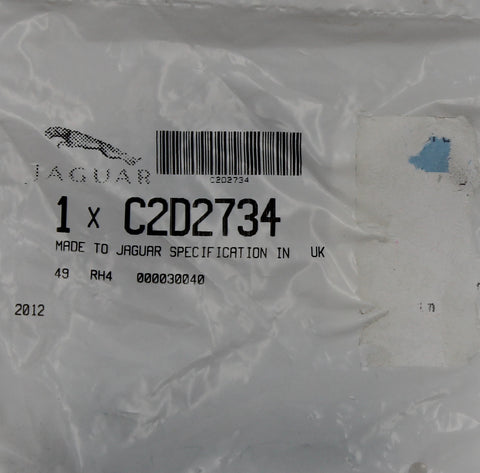 JAGUAR
C2D2734
1 x C2D2734
MADE TO JAGUAR SPECIFICATION IN UK
49 RH4 000030040
2012